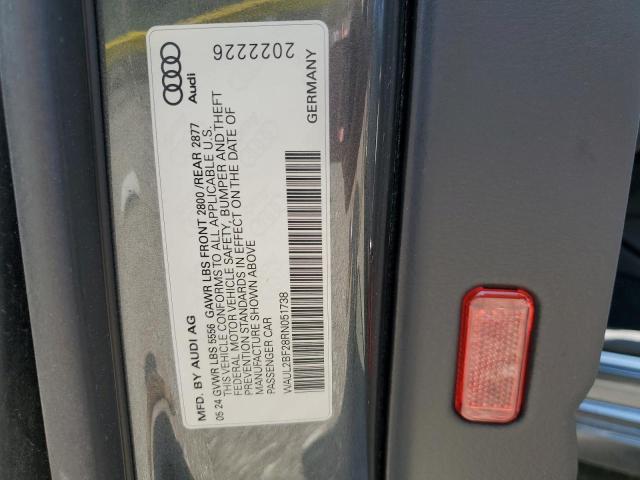 MFD. BY AUDI AG
Audi
05 24 GVWR LBS 5556 GAWR LBS FRONT 2800 /REAR 2877
THIS VEHICLE CONFORMS TO ALL APPLICABLE U.S.
FEDERAL MOTOR VEHICLE SAFETY, BUMPER AND THEFT
PREVENTION STANDARDS IN EFFECT ON THE DATE OF
MANUFACTURE SHOWN ABOVE
PASSENGER CAR
WAUL2BF28RN051738
GERMANY
2022226